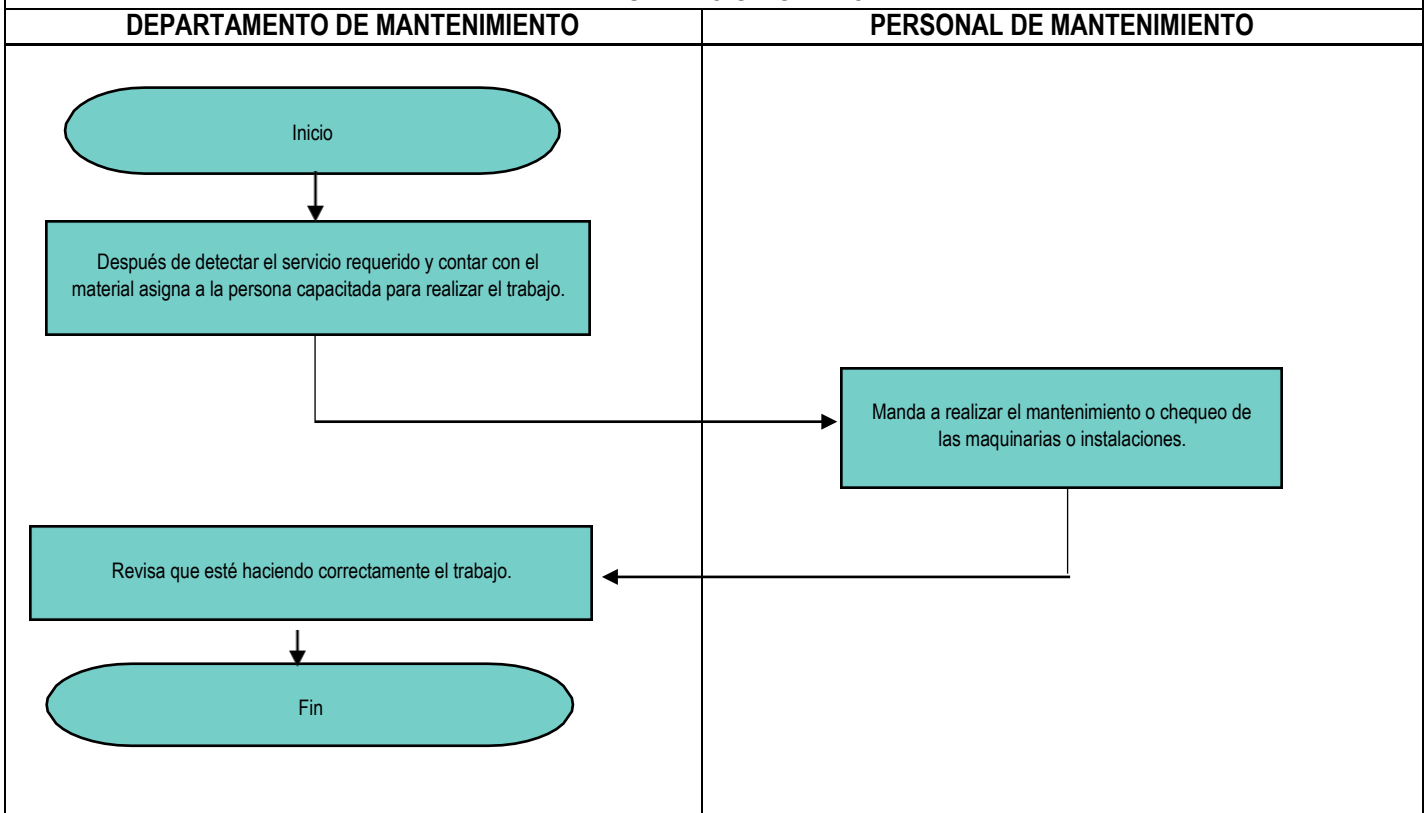 DEPARTAMENTO DE MANTENIMIENTO
PERSONAL DE MANTENIMIENTO
Inicio
Después de detectar el servicio requerido y contar con el
material asigna a la persona capacitada para realizar el trabajo.
Manda a realizar el mantenimiento o chequeo de
las maquinarias o instalaciones.
Revisa que esté haciendo correctamente el trabajo.
Fin